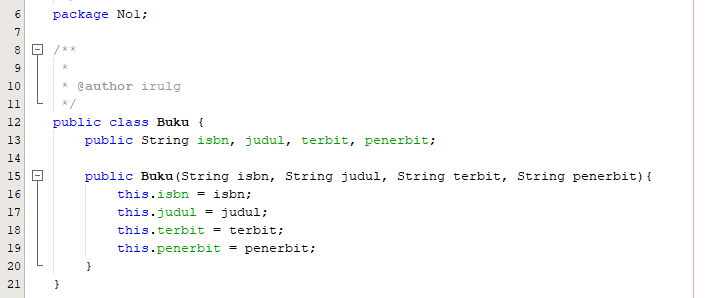 6 package No1;
7
8 /**
9 *
10 * @author irulg
11 */
12 public class Buku {
13 public String isbn, judul, terbit, penerbit;
14
15 public Buku(String isbn, String judul, String terbit, String penerbit){
16 this.isbn = isbn;
17 this.judul = judul;
18 this.terbit = terbit;
19 this.penerbit = penerbit;
20 }
21 }